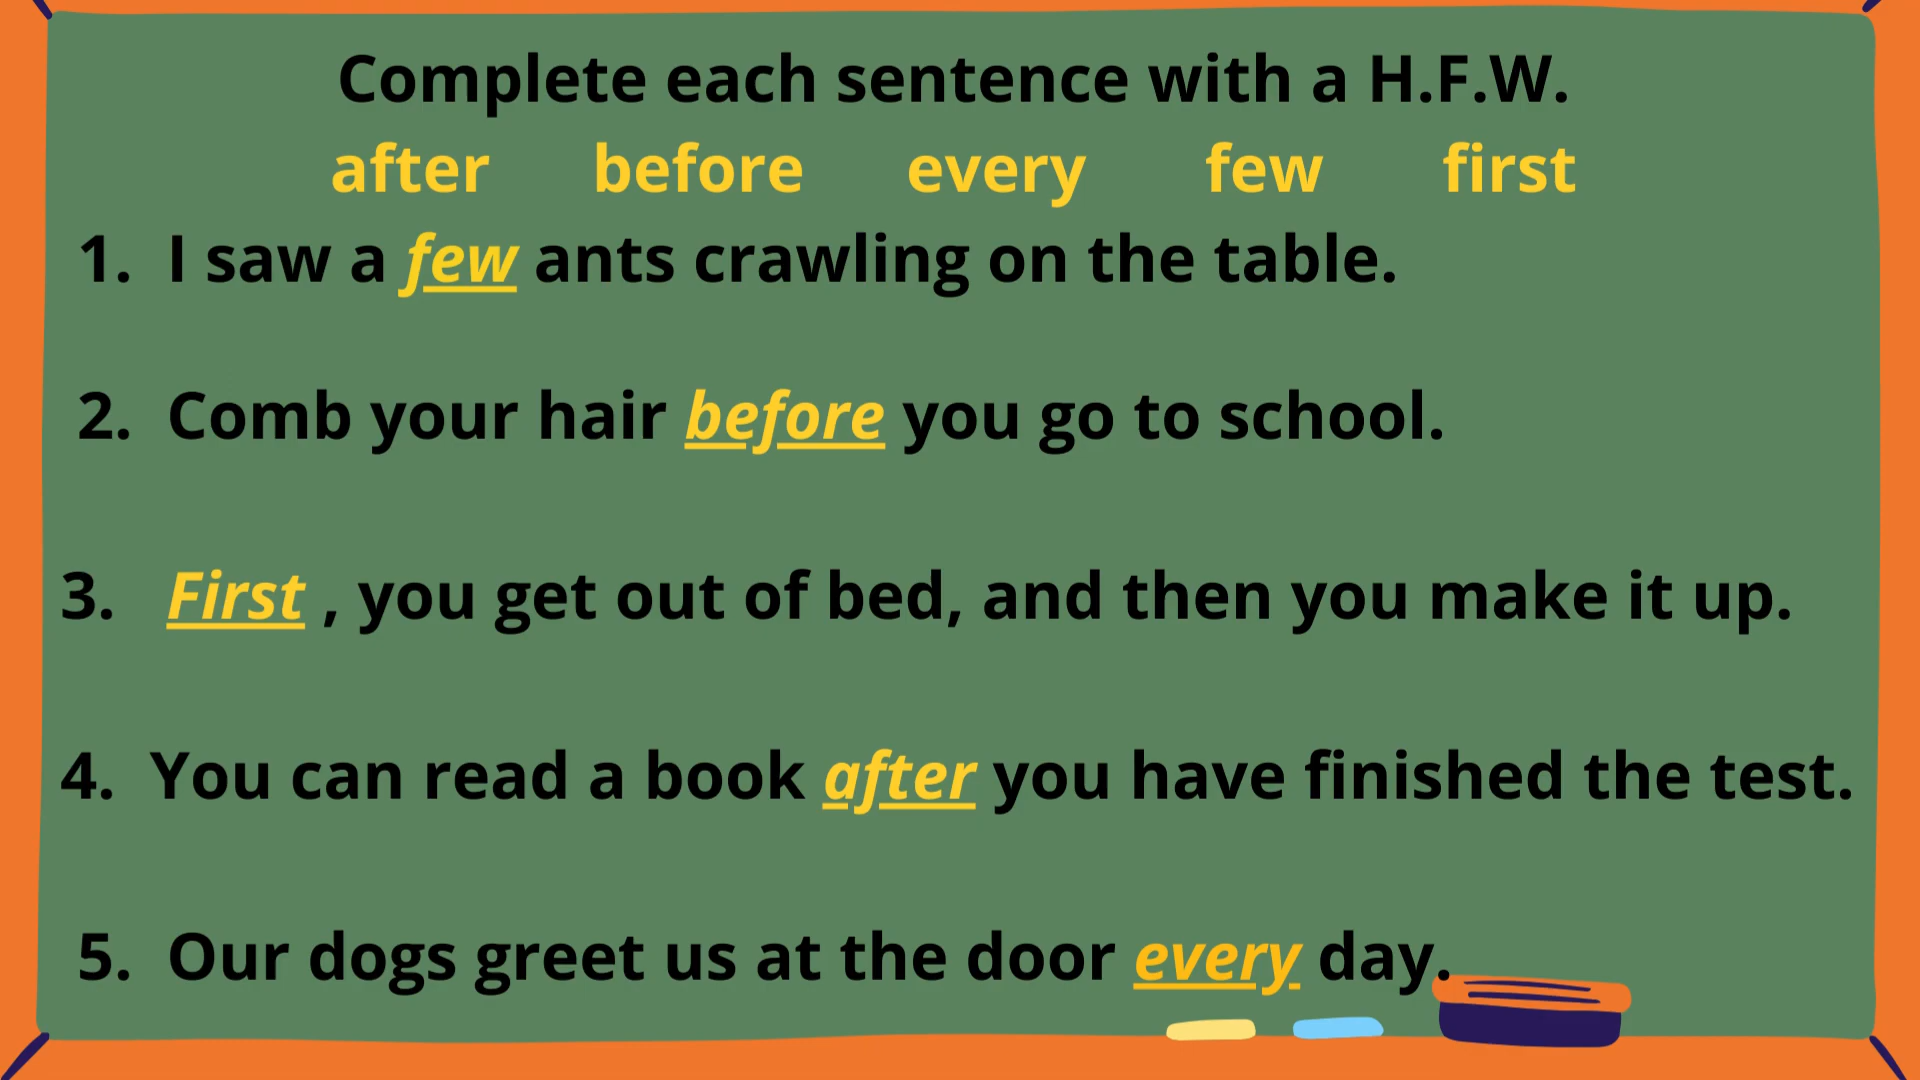 Complete each sentence with a H.F.W.
after before every few first
1. I saw a few ants crawling on the table.
2. Comb your hair before you go to school.
3. First , you get out of bed, and then you make it up.
4. You can read a book after you have finished the test.
5. Our dogs greet us at the door every day.